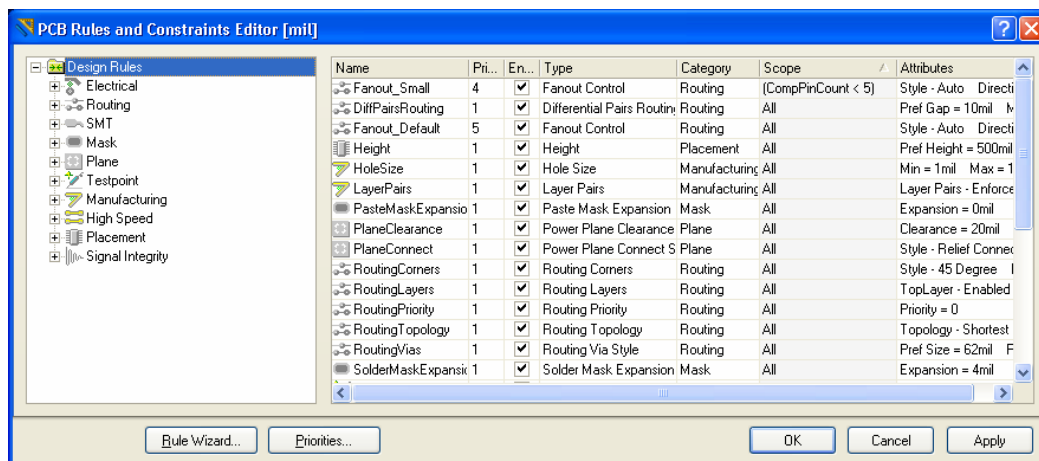 PCB Rules and Constraints Editor [mil]
Design Rules
Electrical
Routing
SMT
Mask
Plane
Testpoint
Manufacturing
High Speed
Placement
Signal Integrity
Name Pri... En... Type Category Scope Attributes
Fanout_Small 4 Fanout Control Routing (CompPinCount < 5) Style - Auto Directi
DiffPairsRouting 1 Differential Pairs Routin Routing All Pref Gap = 10mil M
Fanout_Default 5 Fanout Control Routing All Style - Auto Directi
Height 1 Height Placement All Pref Height = 500mil
HoleSize 1 Hole Size Manufacturing All Min = 1mil Max = 1
LayerPairs 1 Layer Pairs Manufacturing All Layer Pairs - Enforce
PasteMaskExpansio 1 Paste Mask Expansion Mask All Expansion = 0mil
PlaneClearance 1 Power Plane Clearance Plane All Clearance = 20mil
PlaneConnect 1 Power Plane Connect S Plane All Style - Relief Connec
RoutingCorners 1 Routing Corners Routing All Style - 45 Degree
RoutingLayers 1 Routing Layers Routing All TopLayer - Enabled
RoutingPriority 1 Routing Priority Routing All Priority = 0
RoutingTopology 1 Routing Topology Routing All Topology - Shortest
RoutingVias 1 Routing Via Style Routing All Pref Size = 62mil F
SolderMaskExpansi 1 Solder Mask Expansion Mask All Expansion = 4mil
Rule Wizard... Priorities... OK Cancel Apply